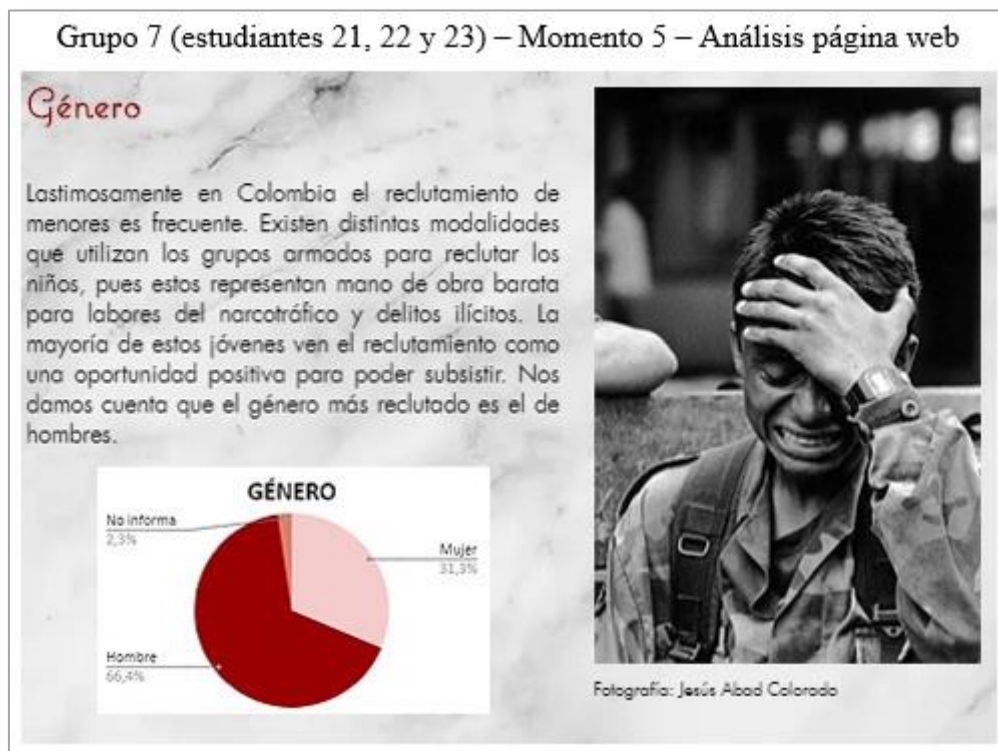 Grupo 7 (estudiantes 21, 22 y 23) – Momento 5 – Análisis página web
Género
Lastimosamente en Colombia el reclutamiento de
menores es frecuente. Existen distintas modalidades
que utilizan los grupos armados para reclutar los
niños, pues estos representan mano de obra barata
para labores del narcotráfico y delitos ilícitos. La
mayoría de estos jóvenes ven el reclutamiento como
una oportunidad positiva para poder subsistir. Nos
damos cuenta que el género más reclutado es el de
hombres.
GÉNERO
No informa
2,3%
Mujer
31,3%
Hombre
66,4%
Fotografía: Jesús Abad Colorado